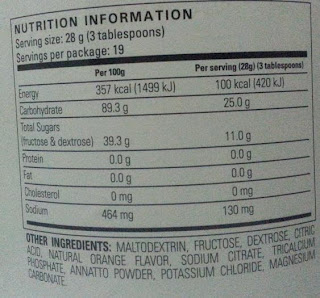 NUTRITION INFORMATION
Serving size: 28 g (3 tablespoons)
Servings per package: 19
Per 100g Per serving (28g) (3 tablespoons)
Energy 357 kcal (1499 kJ) 100 kcal (420 kJ)
Carbohydrate 89.3 g 25.0 g
Total Sugars
(fructose & dextrose) 39.3 g 11.0 g
Protein 0.0 g 0.0 g
Fat 0.0 g 0.0 g
Cholesterol 0 mg 0 mg
Sodium 464 mg 130 mg
OTHER INGREDIENTS: MALTODEXTRIN, FRUCTOSE, DEXTROSE, CITRIC
ACID, NATURAL ORANGE FLAVOR, SODIUM CITRATE, TRICALCIUM
PHOSPHATE, ANNATTO POWDER, POTASSIUM CHLORIDE, MAGNESIUM
CARBONATE.